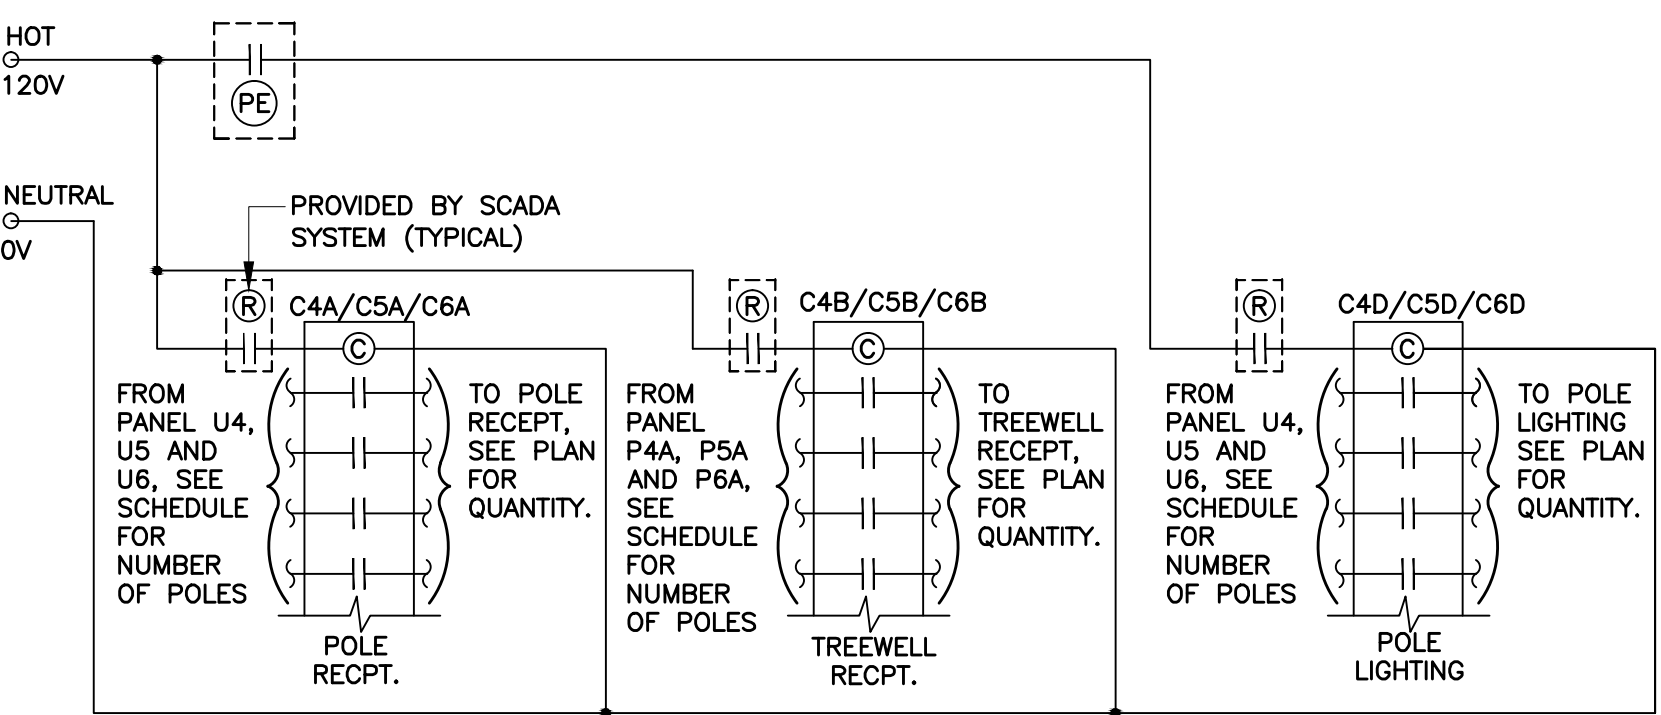 HOT
120V
PE
NEUTRAL
0V
PROVIDED BY SCADA
SYSTEM (TYPICAL)
R
C4A/C5A/C6A
C
FROM
PANEL U4,
U5 AND
U6, SEE
SCHEDULE
FOR
NUMBER
OF POLES
TO POLE
RECEPT,
SEE PLAN
FOR
QUANTITY.
POLE
RECPT.
R
C4B/C5B/C6B
C
FROM
PANEL
P4A, P5A
AND P6A,
SEE
SCHEDULE
FOR
NUMBER
OF POLES
TO
TREEWELL
RECEPT,
SEE PLAN
FOR
QUANTITY.
TREEWELL
RECPT.
R
C4D/C5D/C6D
C
FROM
PANEL U4,
U5 AND
U6, SEE
SCHEDULE
FOR
NUMBER
OF POLES
TO POLE
LIGHTING
SEE PLAN
FOR
QUANTITY.
POLE
LIGHTING